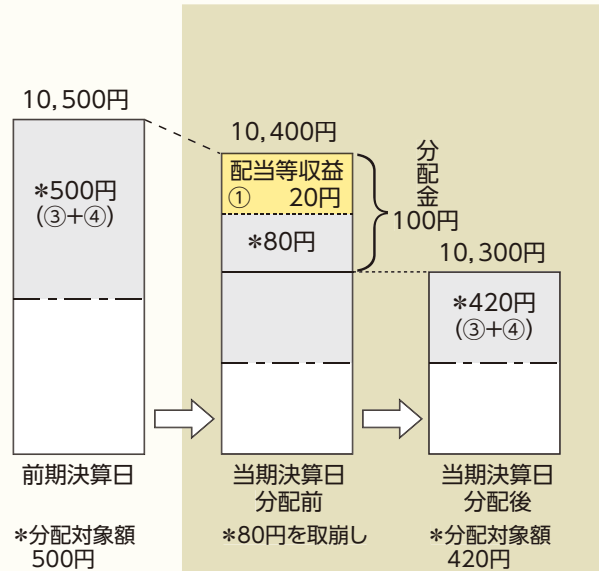 10,500円
*500円
(③+④)
前期決算日
*分配対象額
500円
10,400円
配当等収益
① 20円
*80円
分配金
100円
当期決算日
分配前
*80円を取崩し
10,300円
*420円
(③+④)
当期決算日
分配後
*分配対象額
420円